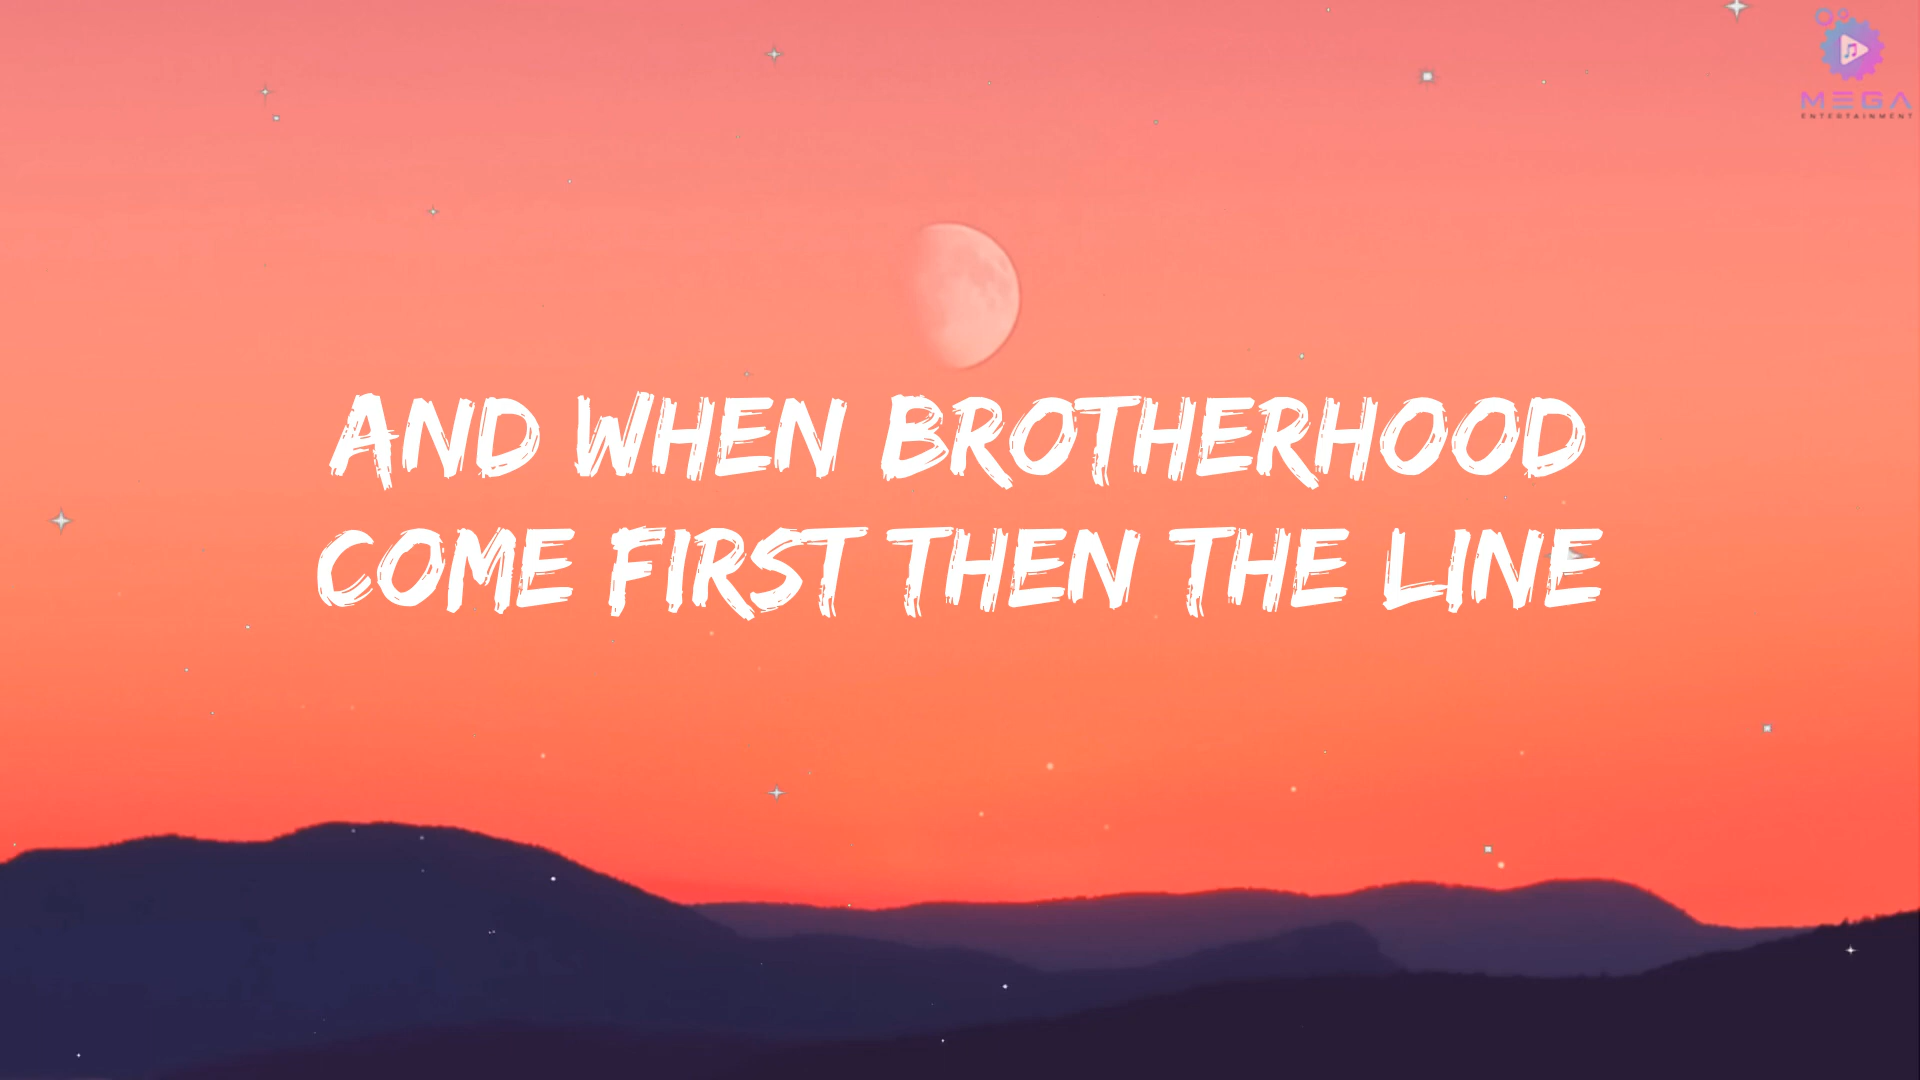 MEGA
ENTERTAINMENT
AND WHEN BROTHERHOOD
COME FIRST THEN THE LINE